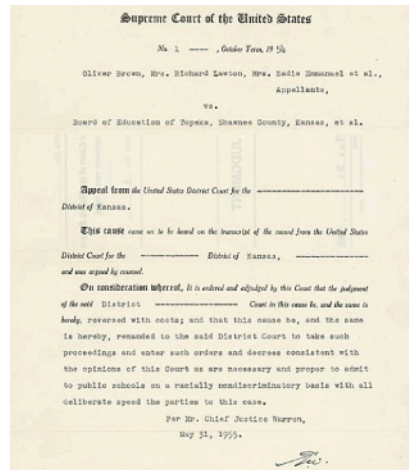 Supreme Court of the United States
No. 1 ----, October Term, 19 54
Oliver Brown, Mrs. Richard Lawton, Mrs. Sadie Emmanuel et al.,
Appellants,
vs.
Board of Education of Topeka, Shawnee County, Kansas, et al.
Appeal from the United States District Court for the --------------------
District of Kansas.
This cause came on to be heard on the transcript of the record from the United States
District Court for the ------------ District of Kansas, --------------
and was argued by counsel.
On consideration whereof, It is ordered and adjudged by this Court that the judgment
of the said District ------------------ Court in this cause be, and the same is
hereby, reversed with costs; and that this cause be, and the same
is hereby, remanded to the said District Court to take such
proceedings and enter such orders and decrees consistent with
the opinions of this Court as are necessary and proper to admit
to public schools on a racially nondiscriminatory basis with all
deliberate speed the parties to this case.
Per Mr. Chief Justice Warren,
May 31, 1955.